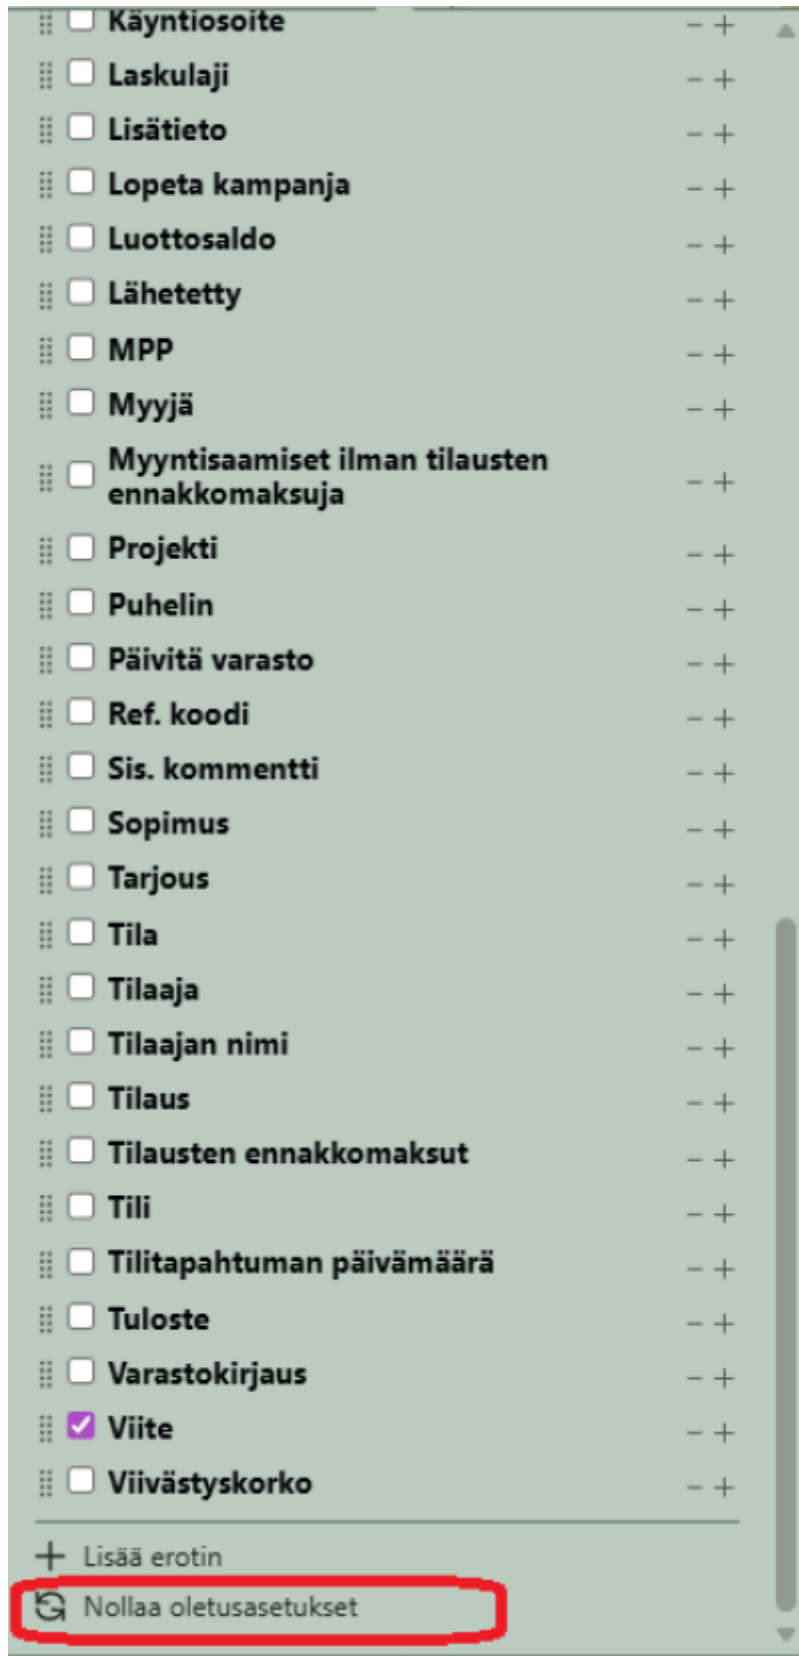 Käyntiosoite
Laskulaji
Lisätieto
Lopeta kampanja
Luottosaldo
Lähetetty
MPP
Myyjä
Myyntisaamiset ilman tilausten
ennakkomaksuja
Projekti
Puhelin
Päivitä varasto
Ref. koodi
Sis. kommentti
Sopimus
Tarjous
Tila
Tilaaja
Tilaajan nimi
Tilaus
Tilausten ennakkomaksut
Tili
Tilitapahtuman päivämäärä
Tuloste
Varastokirjaus
Viite
Viivästyskorko
Lisää erotin
Nollaa oletusasetukset